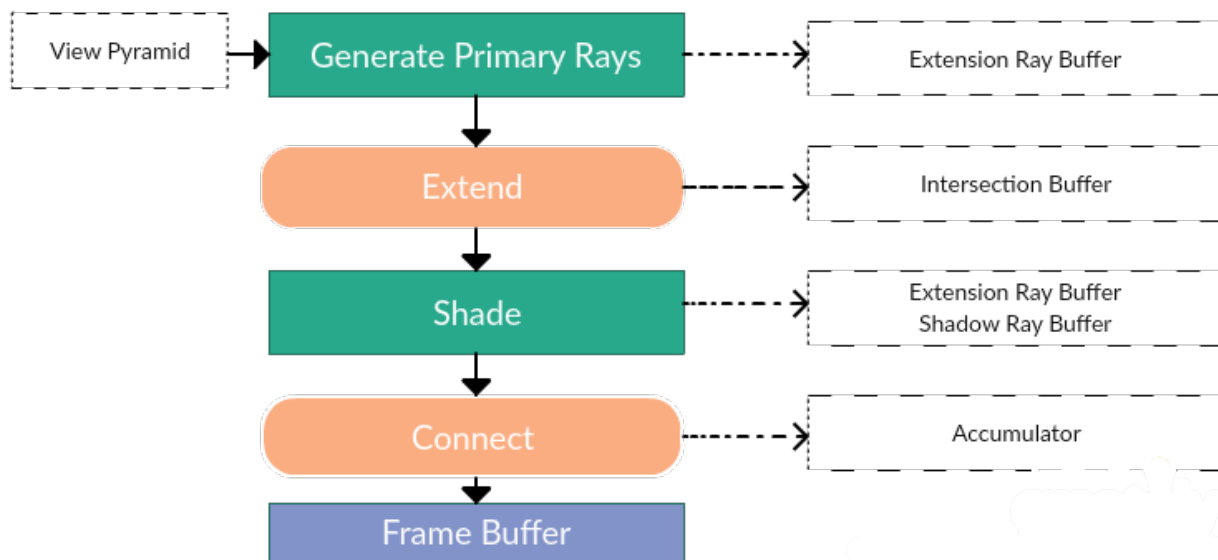 View Pyramid
Generate Primary Rays
Extension Ray Buffer
Extend
Intersection Buffer
Shade
Extension Ray Buffer
Shadow Ray Buffer
Connect
Accumulator
Frame Buffer